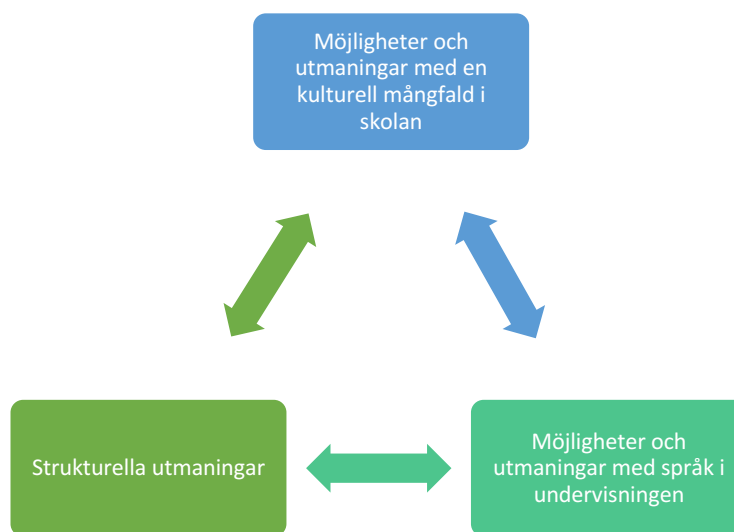 Möjligheter och
utmaningar med en
kulturell mångfald i
skolan
Strukturella utmaningar
Möjligheter och
utmaningar med språk i
undervisningen